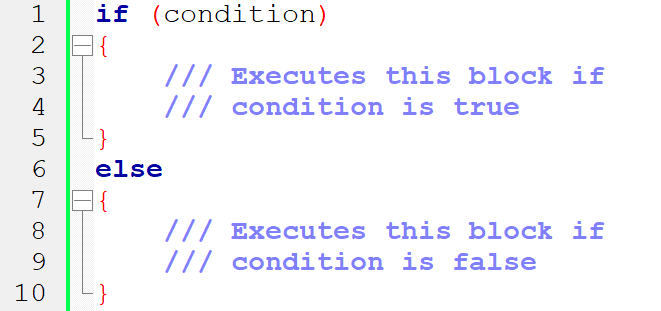 1 if (condition)
2 {
3 /// Executes this block if
4 /// condition is true
5 }
6 else
7 {
8 /// Executes this block if
9 /// condition is false
10 }